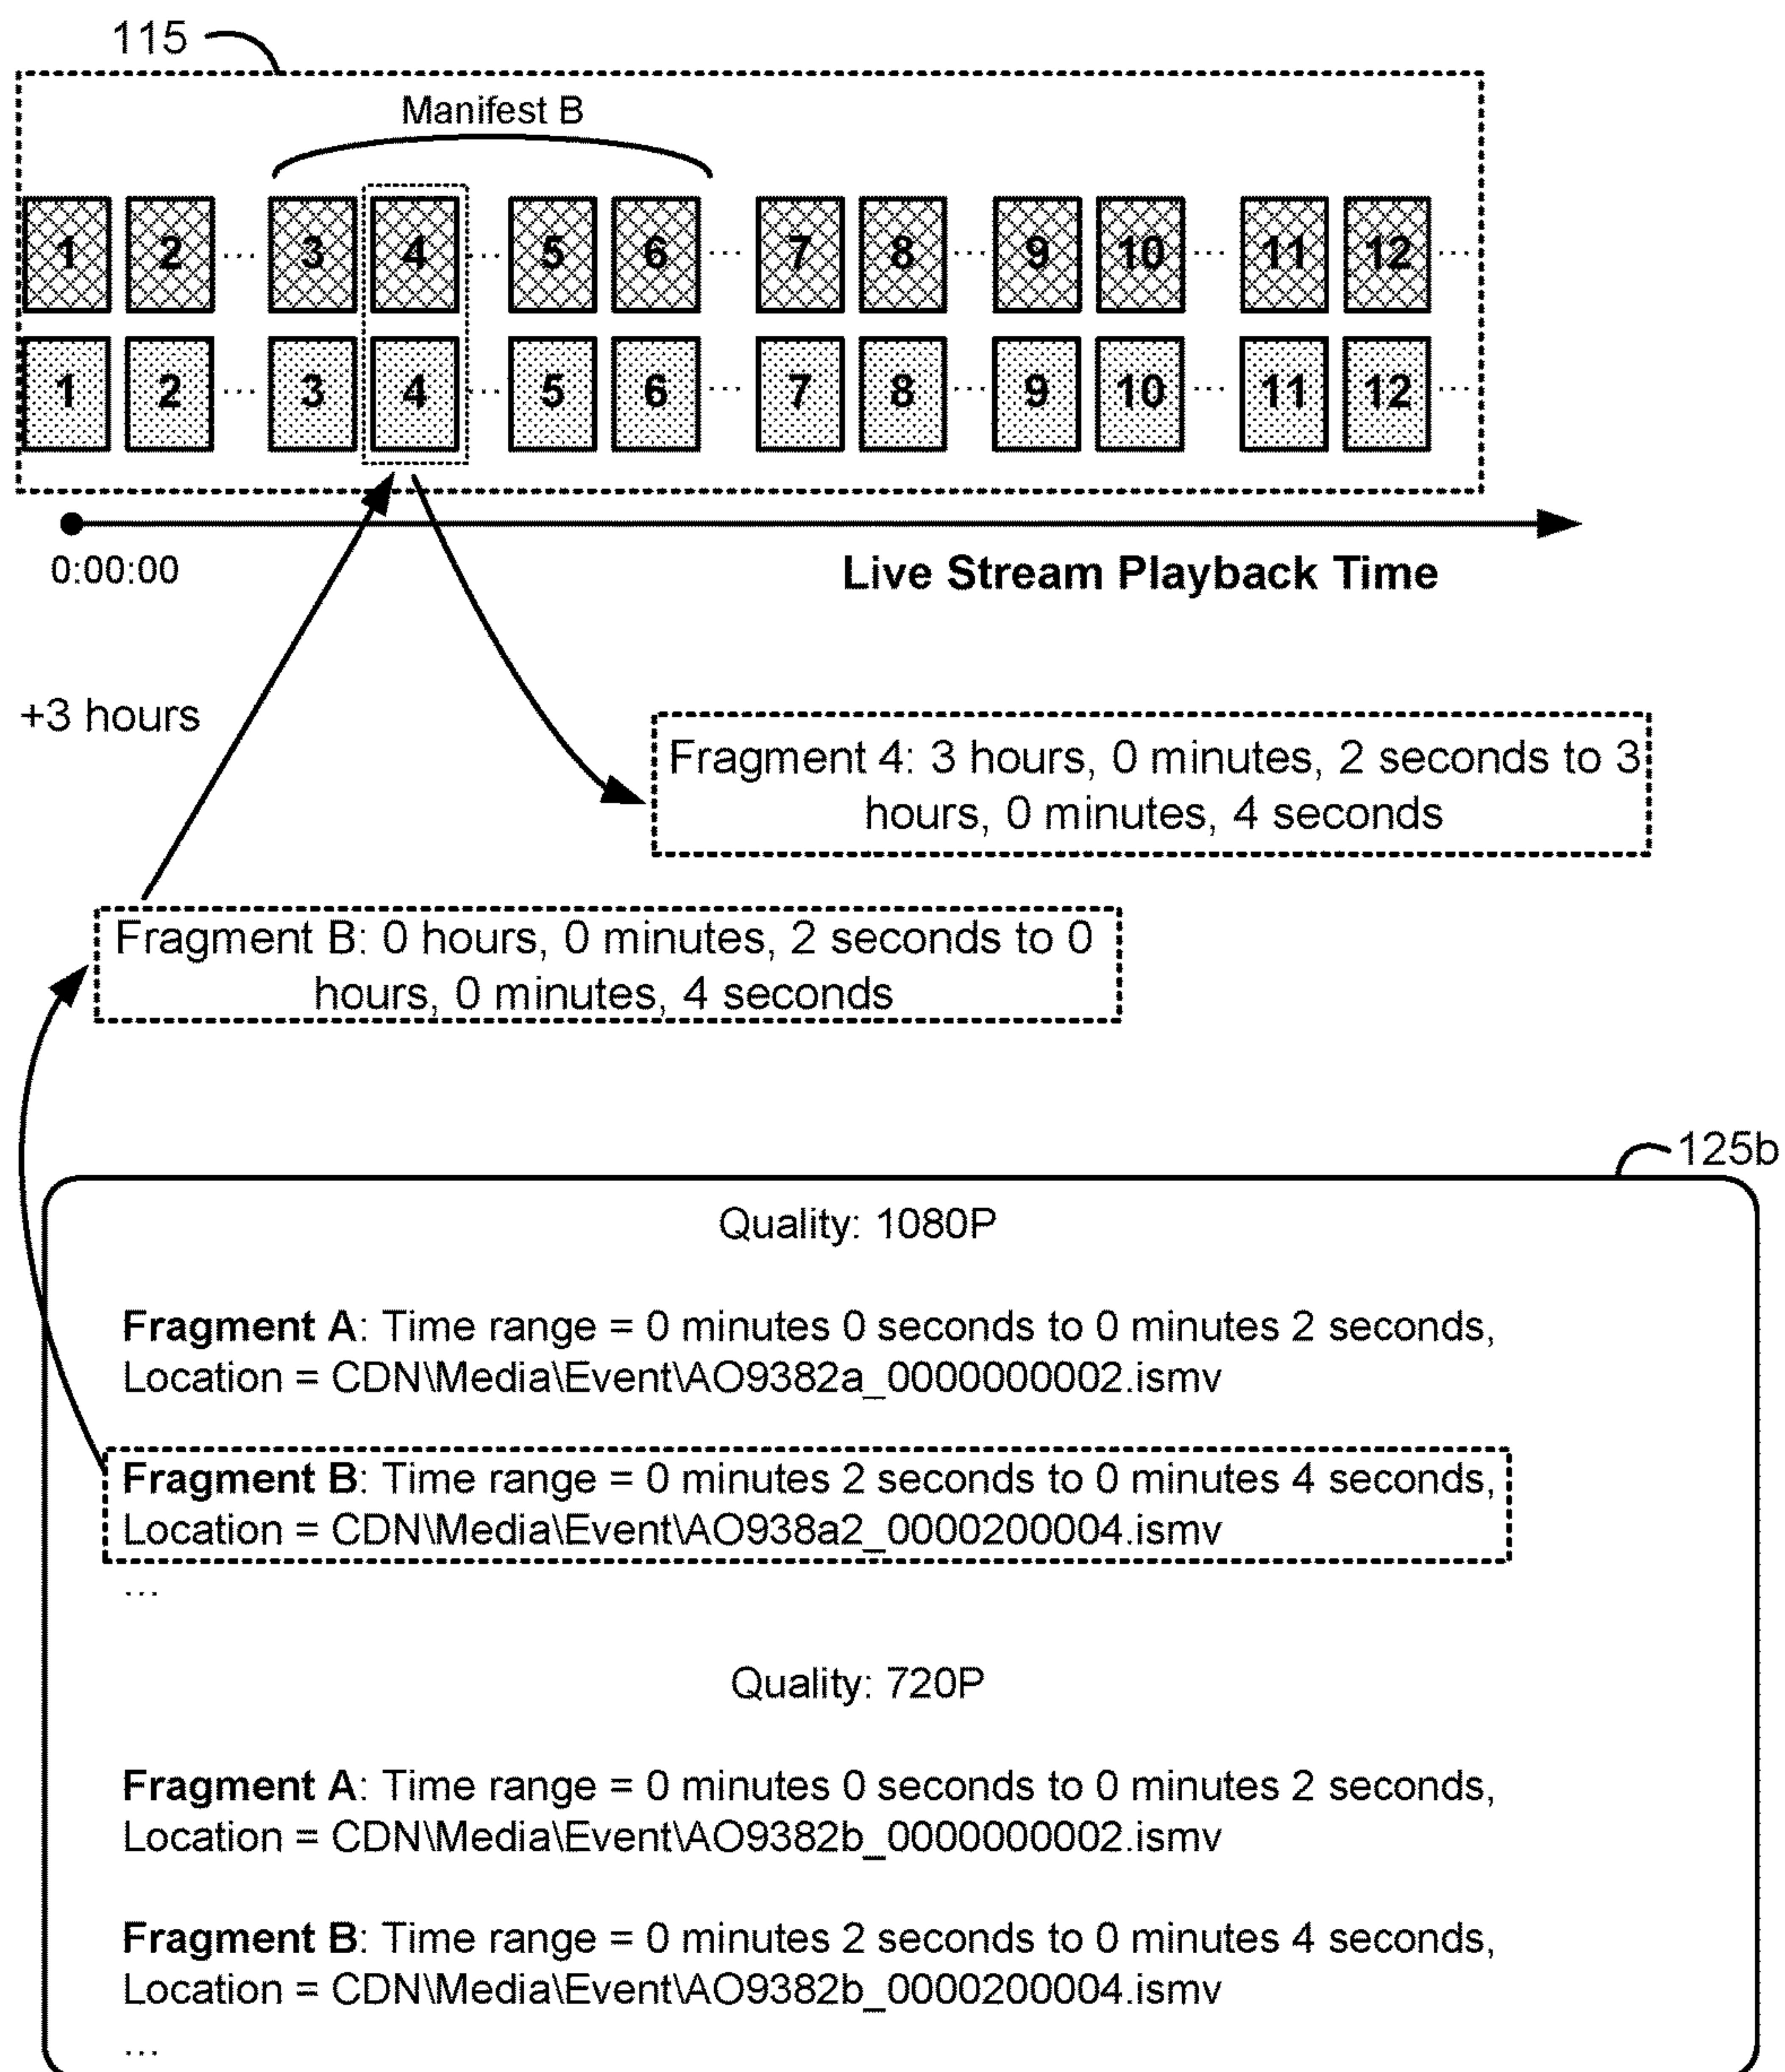 115
Manifest B
1 2 ... 3 4 ... 5 6 ... 7 8 ... 9 10 ... 11 12 ...
1 2 ... 3 4 ... 5 6 ... 7 8 ... 9 10 ... 11 12 ...
0:00:00
Live Stream Playback Time
+3 hours
Fragment 4: 3 hours, 0 minutes, 2 seconds to 3
hours, 0 minutes, 4 seconds
Fragment B: 0 hours, 0 minutes, 2 seconds to 0
hours, 0 minutes, 4 seconds
125b
Quality: 1080P
Fragment A: Time range = 0 minutes 0 seconds to 0 minutes 2 seconds,
Location = CDN\Media\Event\AO9382a_0000000002.ismv
Fragment B: Time range = 0 minutes 2 seconds to 0 minutes 4 seconds,
Location = CDN\Media\Event\AO938a2_0000200004.ismv
...
Quality: 720P
Fragment A: Time range = 0 minutes 0 seconds to 0 minutes 2 seconds,
Location = CDN\Media\Event\AO9382b_0000000002.ismv
Fragment B: Time range = 0 minutes 2 seconds to 0 minutes 4 seconds,
Location = CDN\Media\Event\AO9382b_0000200004.ismv
...